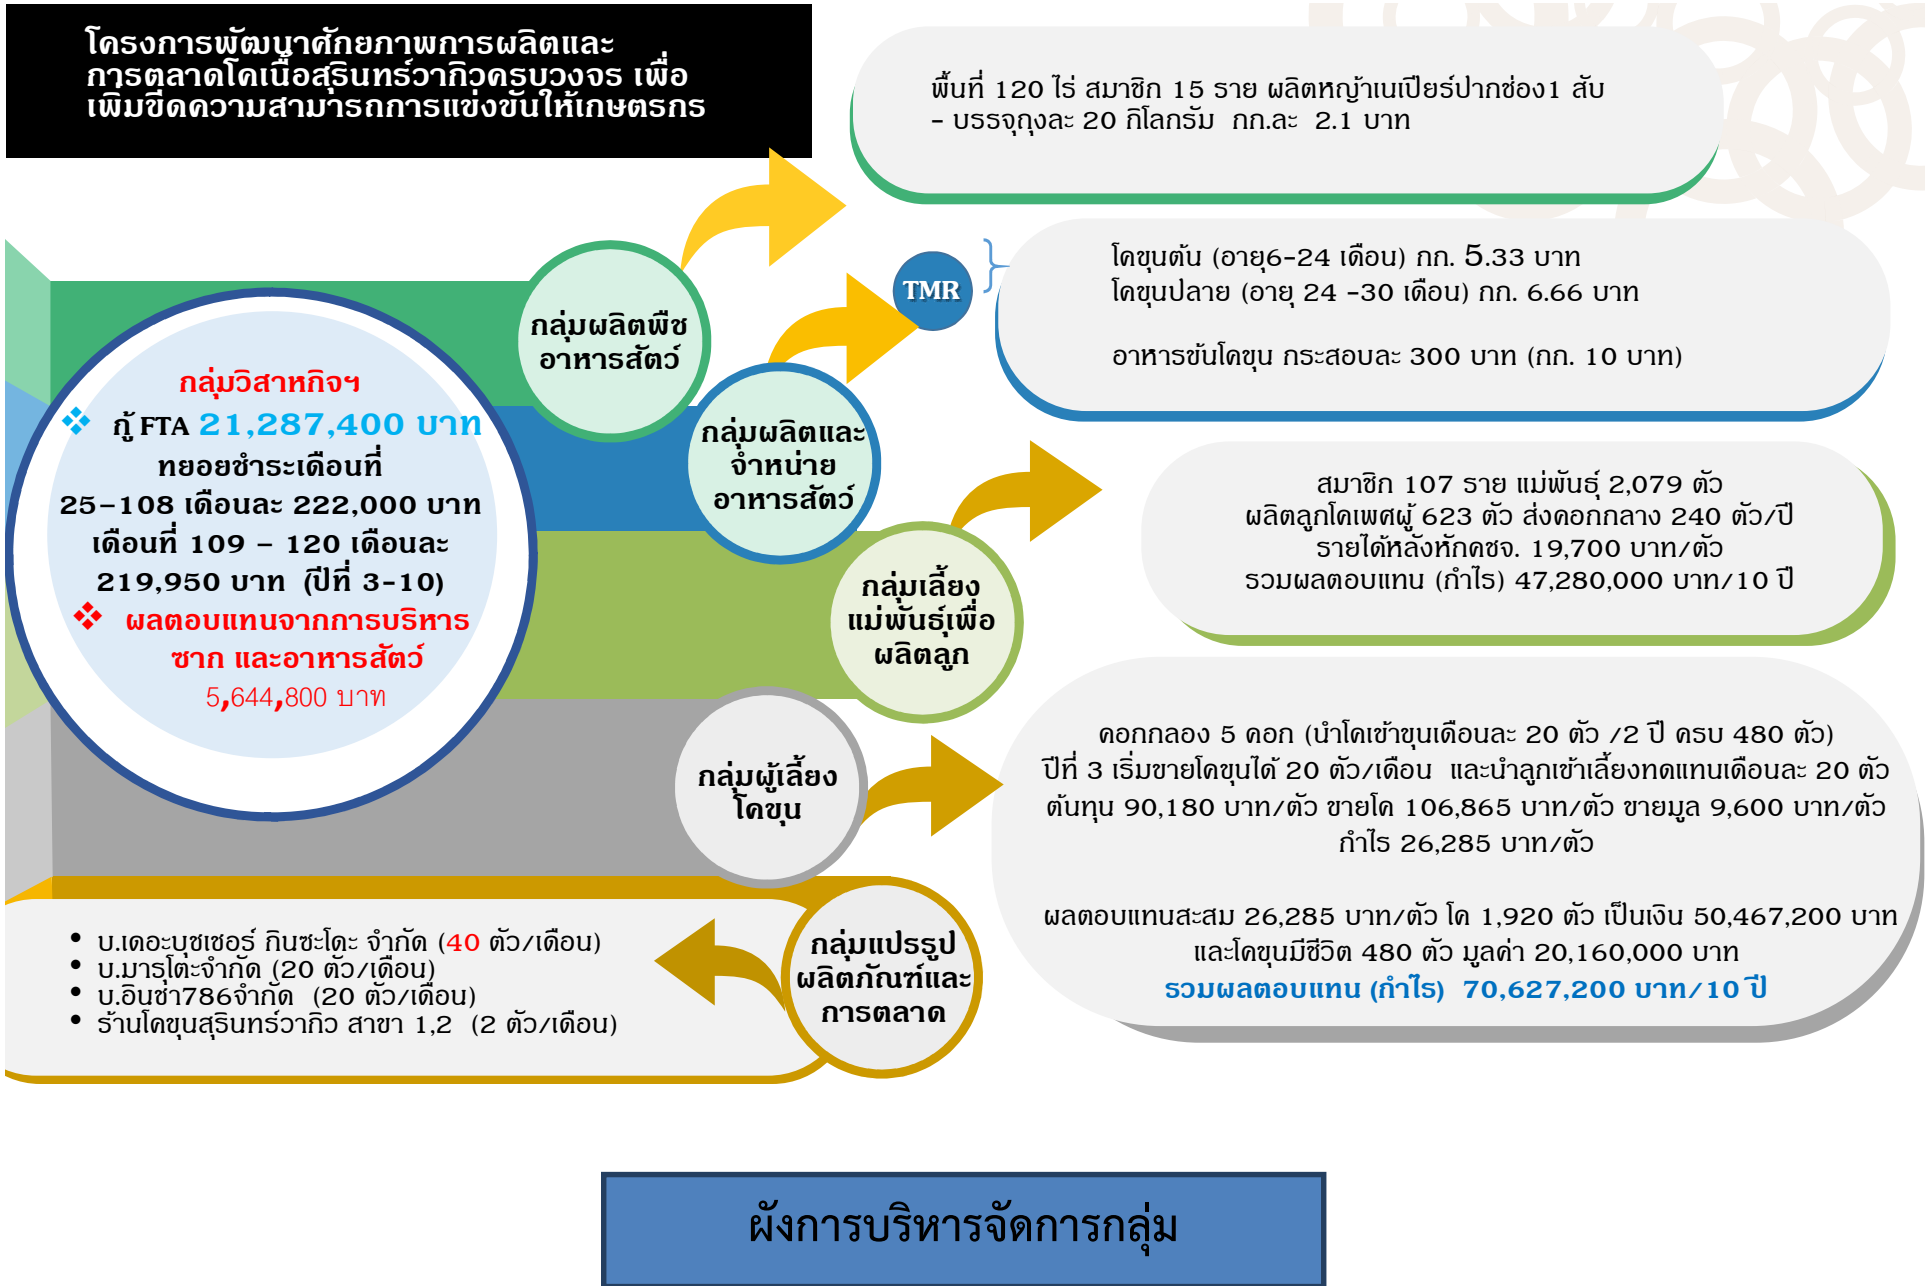 โครงการพัฒนาศักยภาพการผลิตและ
การตลาดโคเนื้อสุรินทร์วากิวครบวงจร เพื่อ
เพิ่มขีดความสามารถการแข่งขันให้เกษตรกร
พื้นที่ 120 ไร่ สมาชิก 15 ราย ผลิตหญ้าเนเปียร์ปากช่อง1 สับ
- บรรจุถุงละ 20 กิโลกรัม กก.ละ 2.1 บาท
กลุ่มผลิตพืช
อาหารสัตว์
TMR
โคขุนต้น (อายุ6-24 เดือน) กก. 5.33 บาท
โคขุนปลาย (อายุ 24 -30 เดือน) กก. 6.66 บาท
อาหารข้นโคขุน กระสอบละ 300 บาท (กก. 10 บาท)
กลุ่มผลิตและ
จำหน่าย
อาหารสัตว์
กลุ่มวิสาหกิจฯ
❖ กู้ FTA 21,287,400 บาท
ทยอยชำระเดือนที่
25–108 เดือนละ 222,000 บาท
เดือนที่ 109 – 120 เดือนละ
219,950 บาท (ปีที่ 3-10)
❖ ผลตอบแทนจากการบริหาร
ซาก และอาหารสัตว์
5,644,800 บาท
สมาชิก 107 ราย แม่พันธุ์ 2,079 ตัว
ผลิตลูกโคเพศผู้ 623 ตัว ส่งคอกกลาง 240 ตัว/ปี
รายได้หลังหักคชจ. 19,700 บาท/ตัว
รวมผลตอบแทน (กำไร) 47,280,000 บาท/10 ปี
กลุ่มเลี้ยง
แม่พันธุ์เพื่อ
ผลิตลูก
กลุ่มผู้เลี้ยง
โคขุน
คอกกลอง 5 คอก (นำโคเข้าขุนเดือนละ 20 ตัว /2 ปี ครบ 480 ตัว)
ปีที่ 3 เริ่มขายโคขุนได้ 20 ตัว/เดือน และนำลูกเข้าเลี้ยงทดแทนเดือนละ 20 ตัว
ต้นทุน 90,180 บาท/ตัว ขายโค 106,865 บาท/ตัว ขายมูล 9,600 บาท/ตัว
กำไร 26,285 บาท/ตัว
ผลตอบแทนสะสม 26,285 บาท/ตัว โค 1,920 ตัว เป็นเงิน 50,467,200 บาท
และโคขุนมีชีวิต 480 ตัว มูลค่า 20,160,000 บาท
รวมผลตอบแทน (กำไร) 70,627,200 บาท/10 ปี
• บ.เดอะบุชเชอร์ กินซะโดะ จำกัด (40 ตัว/เดือน)
• บ.มารุโตะจำกัด (20 ตัว/เดือน)
• บ.อินซ่า786จำกัด (20 ตัว/เดือน)
• ร้านโคขุนสุรินทร์วากิว สาขา 1,2 (2 ตัว/เดือน)
กลุ่มแปรรูป
ผลิตภัณฑ์และ
การตลาด
ผังการบริหารจัดการกลุ่ม